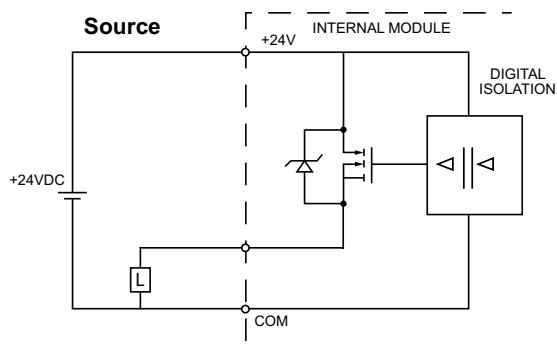 Source
INTERNAL MODULE
+24V
DIGITAL
ISOLATION
+24VDC
L
COM